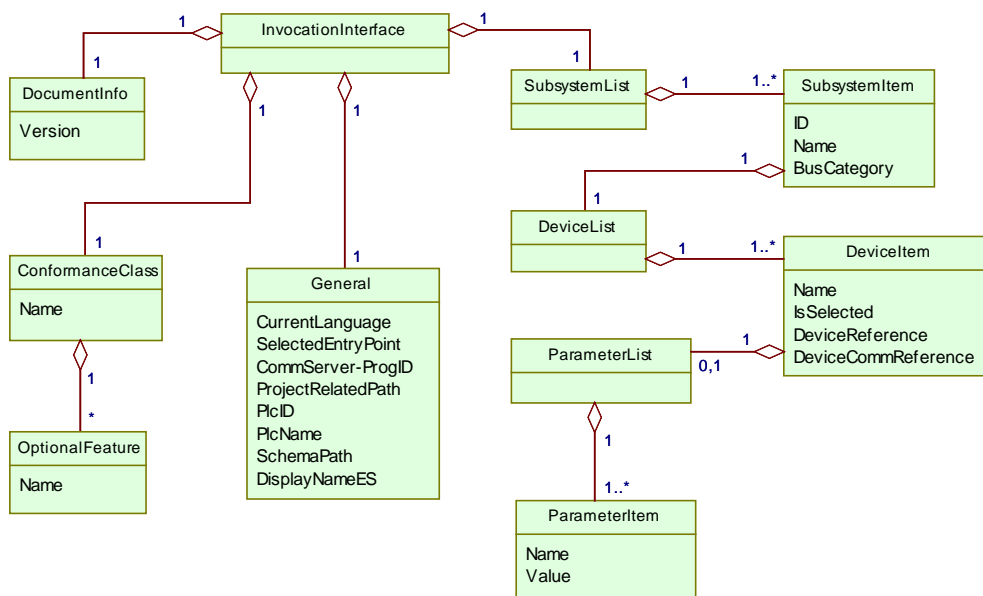 InvocationInterface
1
1
1
1
1
1
DocumentInfo
Version
SubsystemList
1
1..*
SubsystemItem
ID
Name
BusCategory
1
1
DeviceList
1
1..*
DeviceItem
Name
IsSelected
DeviceReference
DeviceCommReference
1
ConformanceClass
Name
1
General
CurrentLanguage
SelectedEntryPoint
CommServer-ProgID
ProjectRelatedPath
PlcID
PlcName
SchemaPath
DisplayNameES
1
0,1
ParameterList
1
*
OptionalFeature
Name
1
1..*
ParameterItem
Name
Value